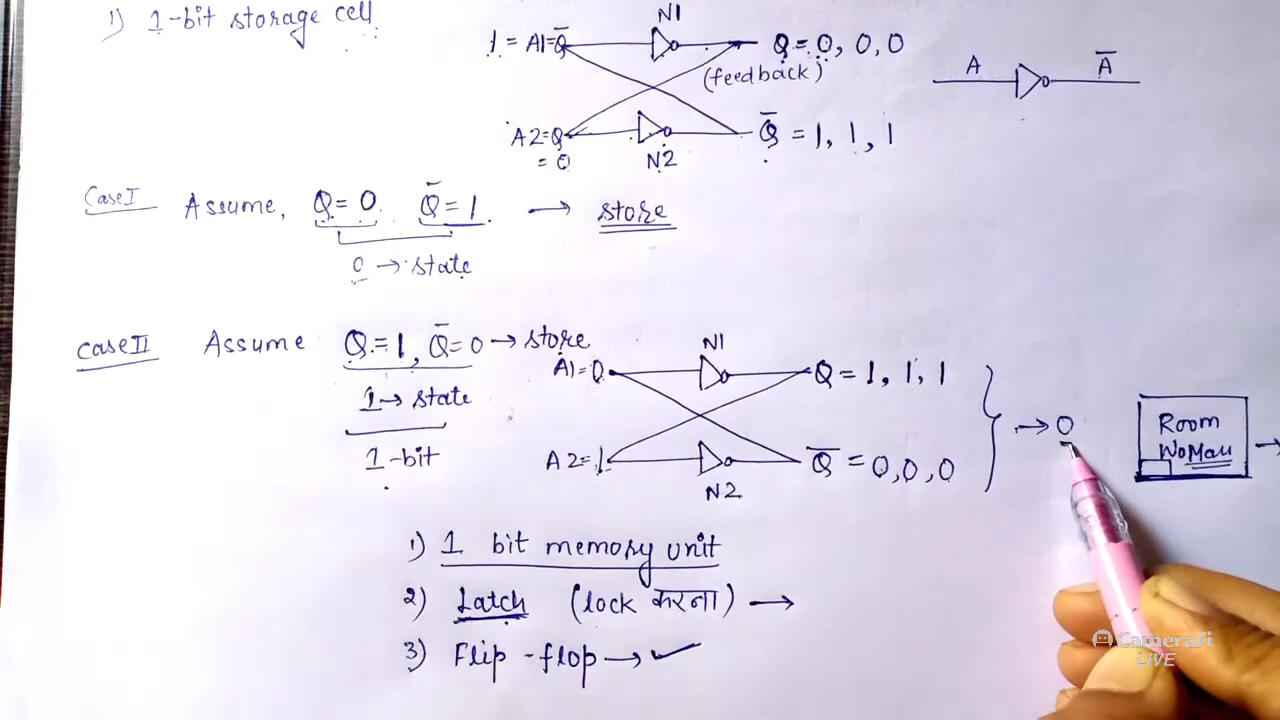 1) 1-bit storage cell
N1
1 = A1=Q̅ Q = 0, 0, 0
(feedback)
A A̅
A2=Q Q̅ = 1, 1, 1
= 0 N2
Case I Assume, Q= 0 Q̅ = 1 → store
0 → state
Case II Assume Q=1, Q̅=0 → store
N1
A1=0 Q = 1, 1, 1
1→ state
→ 0
Room
WoMan →
1-bit
A2=1 Q̅ = 0, 0, 0
N2
1) 1 bit memory unit
2) Latch (lock करना) →
3) Flip - flop → ✓
CameraFi
LIVE